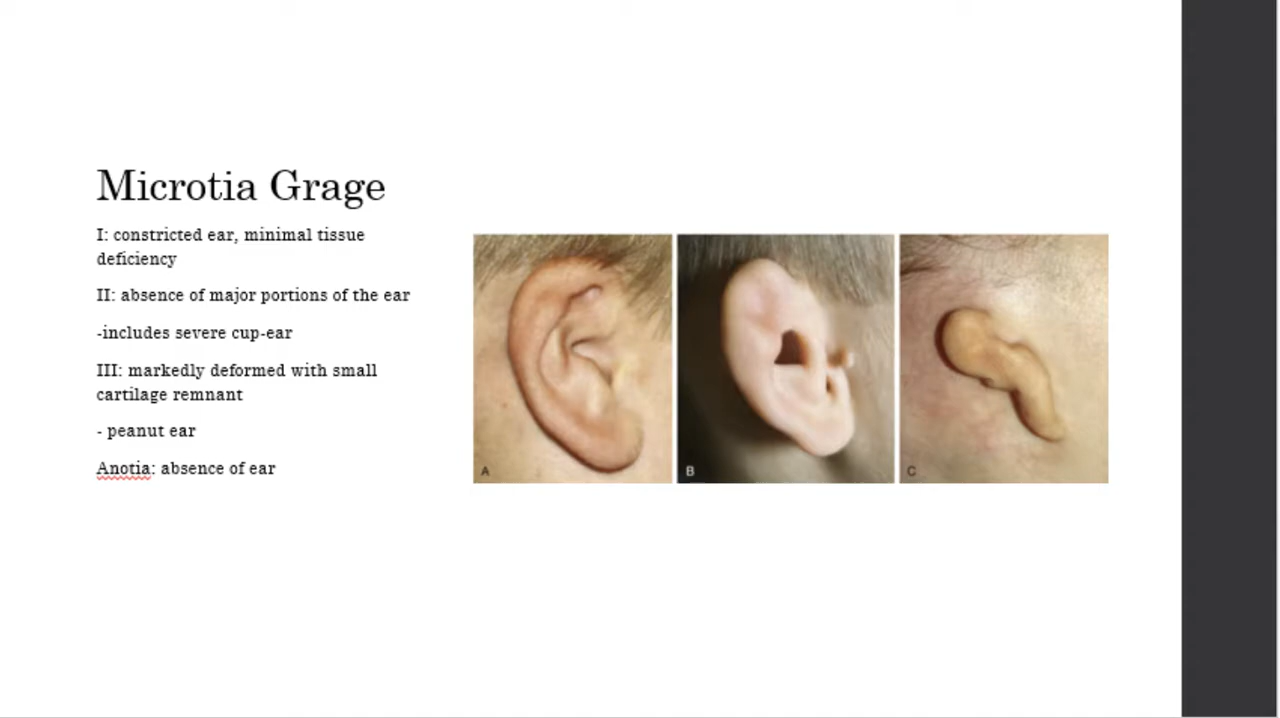 Microtia Grage
I: constricted ear, minimal tissue
deficiency
II: absence of major portions of the ear
-includes severe cup-ear
III: markedly deformed with small
cartilage remnant
- peanut ear
Anotia: absence of ear
A
B
C